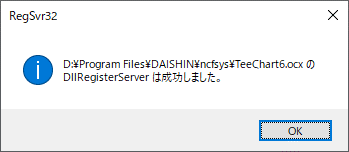 RegSvr32
D:¥Program Files¥DAISHIN¥ncfsys¥TeeChart6.ocx の
DllRegisterServer は成功しました。
OK